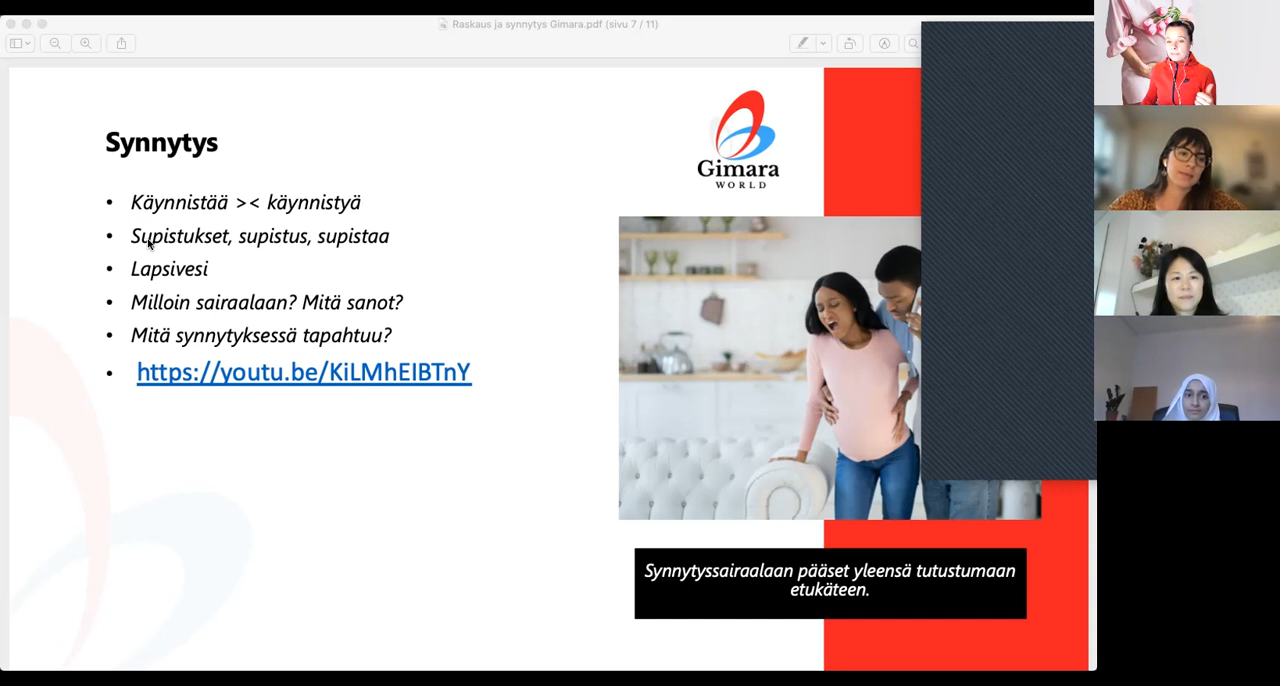 Raskaus ja synnytys Gimara.pdf (sivu 7 / 11)
Synnytys
• Käynnistää >< käynnistyä
• Supistukset, supistus, supistaa
• Lapsivesi
• Milloin sairaalaan? Mitä sanot?
• Mitä synnytyksessä tapahtuu?
• https://youtu.be/KiLMhEIBTnY
Gimara
WORLD
Synnytyssairaalaan pääset yleensä tutustumaan
etukäteen.